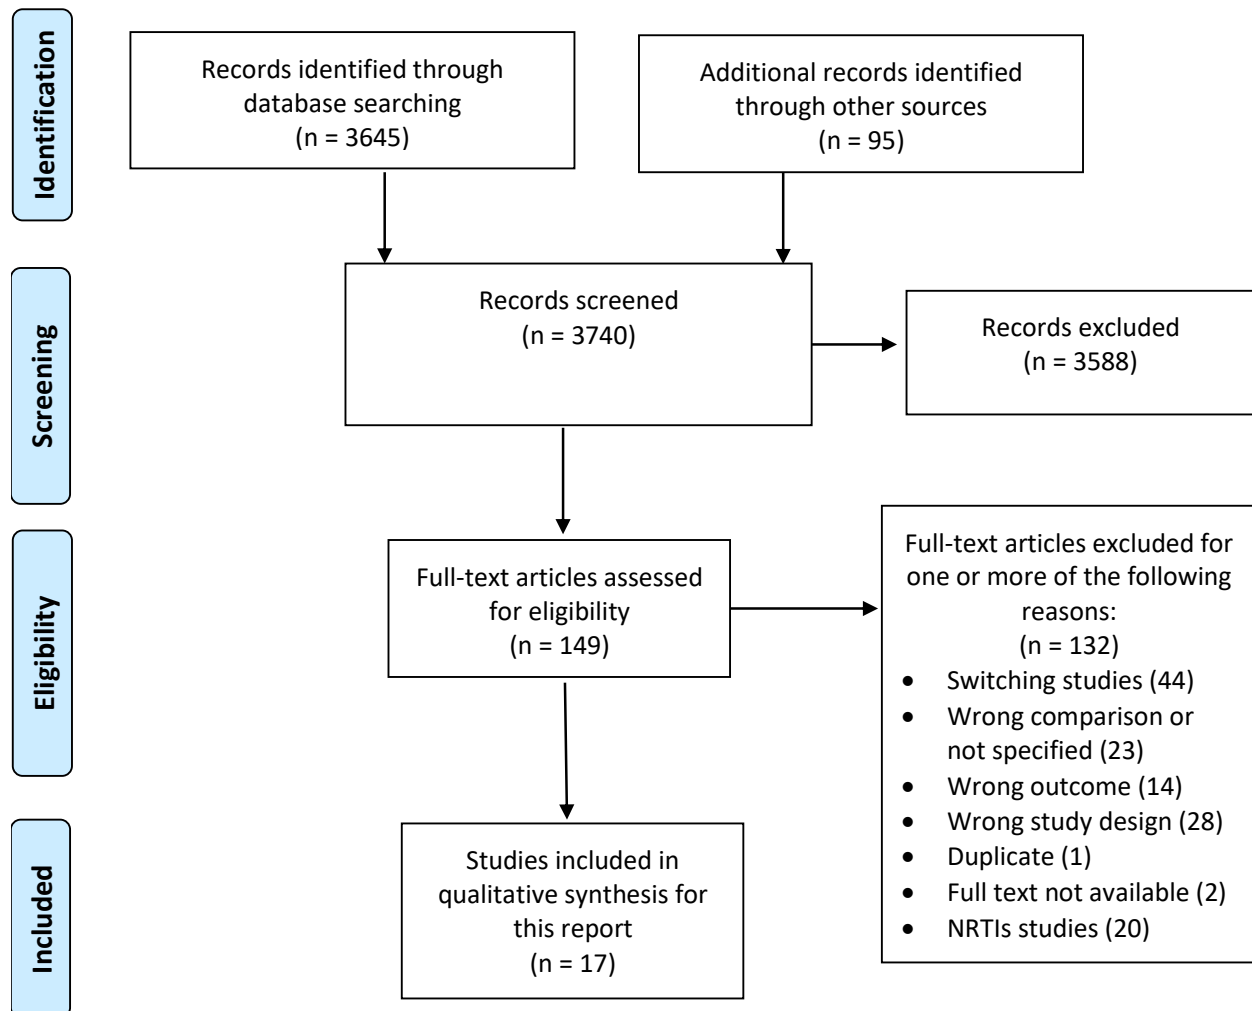 Identification
Records identified through
database searching
(n = 3645)
Additional records identified
through other sources
(n = 95)
Screening
Records screened
(n = 3740)
Records excluded
(n = 3588)
Eligibility
Full-text articles assessed
for eligibility
(n = 149)
Full-text articles excluded for
one or more of the following
reasons:
(n = 132)
• Switching studies (44)
• Wrong comparison or
not specified (23)
• Wrong outcome (14)
• Wrong study design (28)
• Duplicate (1)
• Full text not available (2)
• NRTIs studies (20)
Included
Studies included in
qualitative synthesis for
this report
(n = 17)